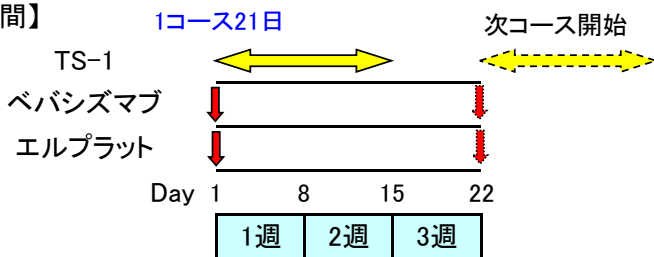 間】
1コース21日
次コース開始
TS-1
ベバシズマブ
エルプラット
Day 1 8 15 22
1週 2週 3週